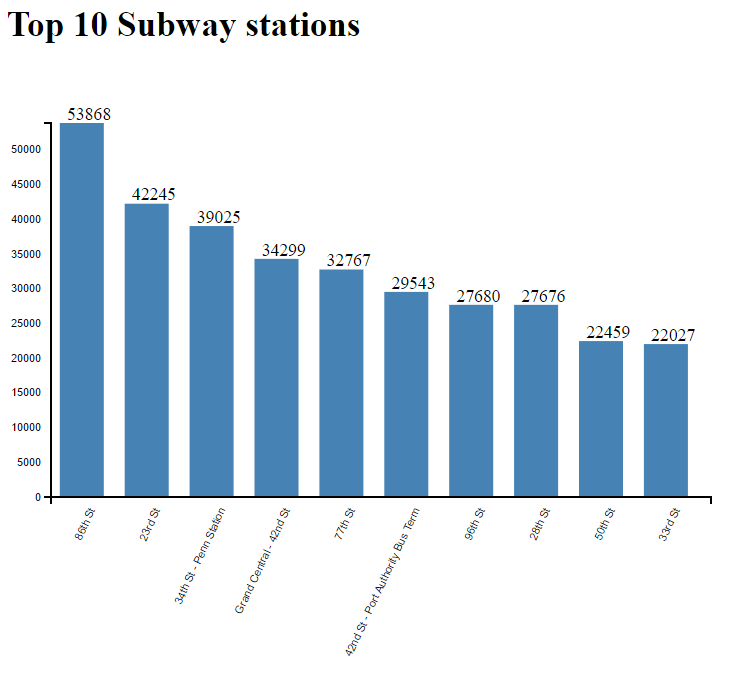 Top 10 Subway stations
53868
42245
39025
34299
32767
29543
27680
27676
22459
22027
50000
45000
40000
35000
30000
25000
20000
15000
10000
5000
0
86th St
23rd St
34th St - Penn Station
Grand Central - 42nd St
77th St
42nd St - Port Authority Bus Term
96th St
28th St
50th St
33rd St